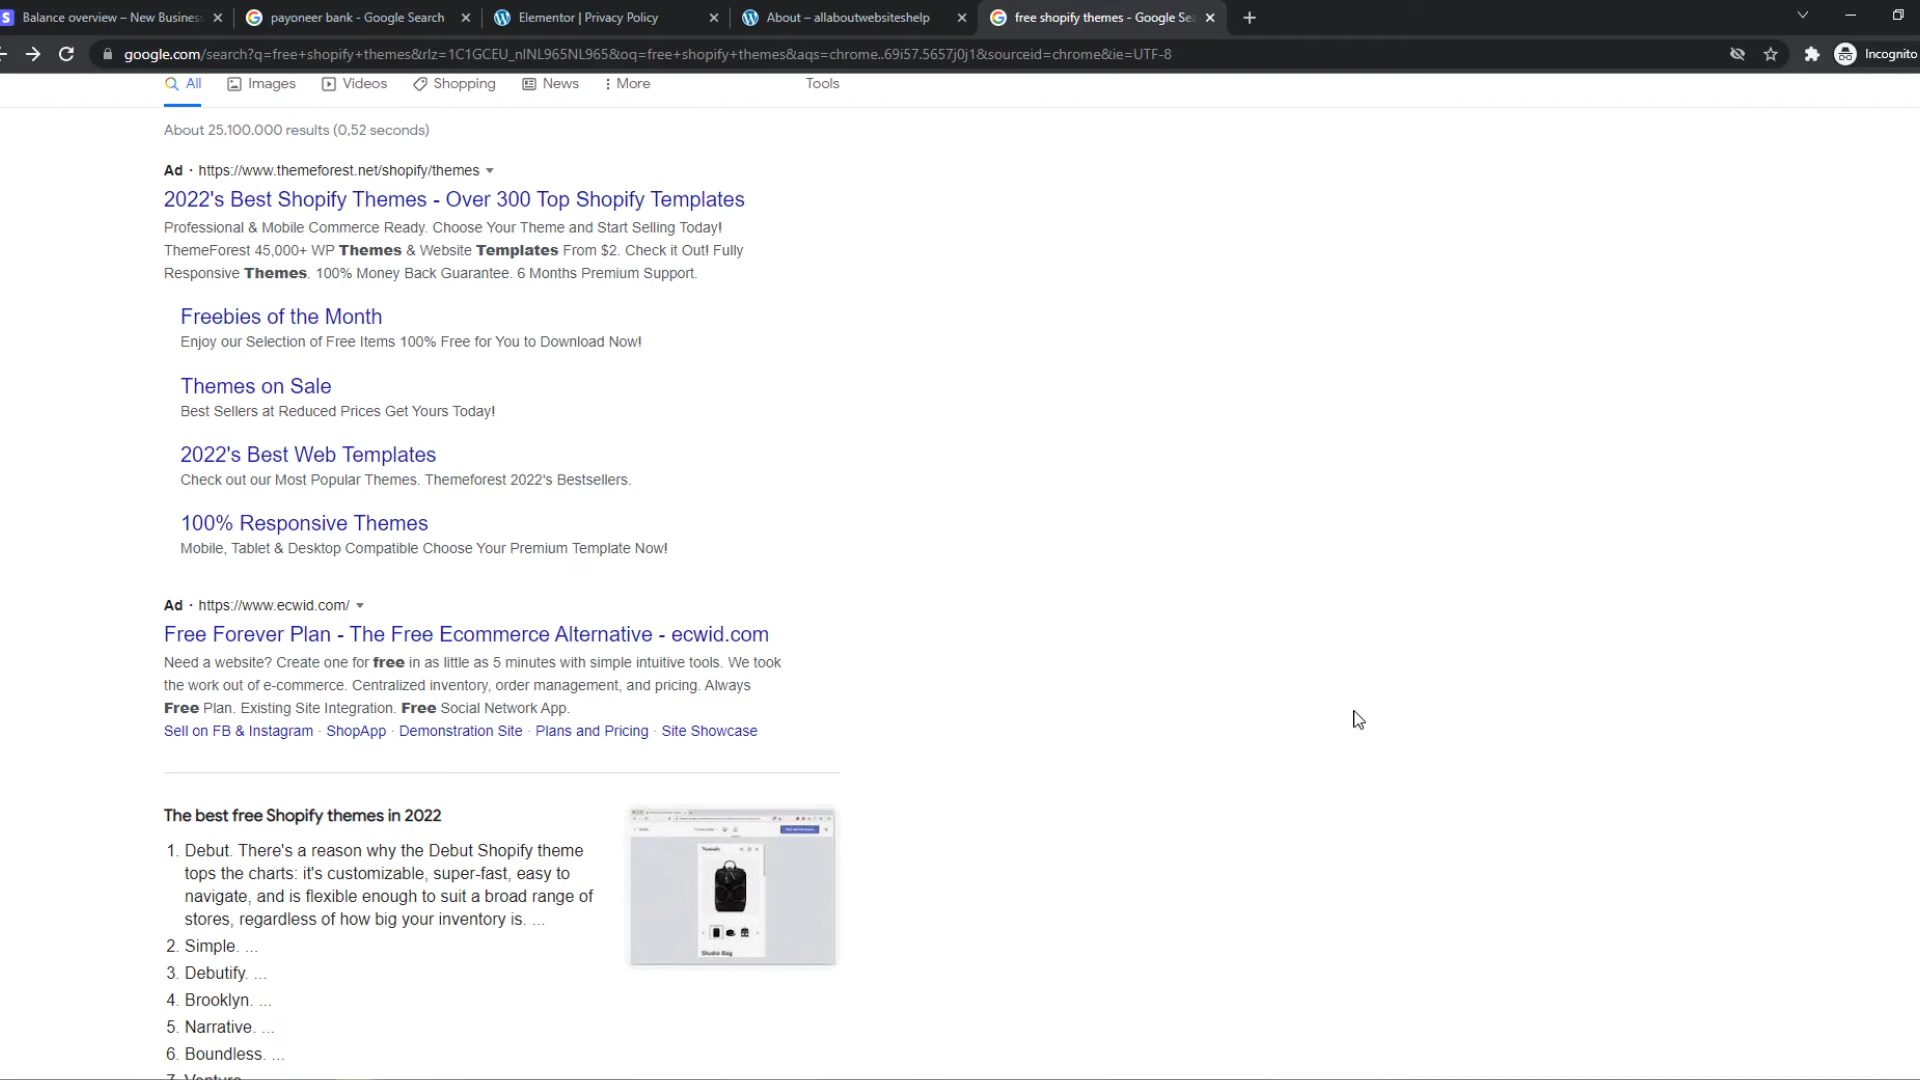 Balance overview – New Business
payoneer bank - Google Search
Elementor | Privacy Policy
About – allaboutwebsiteshelp
free shopify themes - Google Sea
google.com/search?q=free+shopify+themes&rlz=1C1GCEU_nlNL965NL965&oq=free+shopify+themes&aqs=chrome..69i57.5657j0j1&sourceid=chrome&ie=UTF-8
Incognito
All
Images
Videos
Shopping
News
More
Tools
About 25.100.000 results (0,52 seconds)
Ad · https://www.themeforest.net/shopify/themes
2022's Best Shopify Themes - Over 300 Top Shopify Templates
Professional & Mobile Commerce Ready. Choose Your Theme and Start Selling Today!
ThemeForest 45,000+ WP Themes & Website Templates From $2. Check it Out! Fully
Responsive Themes. 100% Money Back Guarantee. 6 Months Premium Support.
Freebies of the Month
Enjoy our Selection of Free Items 100% Free for You to Download Now!
Themes on Sale
Best Sellers at Reduced Prices Get Yours Today!
2022's Best Web Templates
Check out our Most Popular Themes. Themeforest 2022's Bestsellers.
100% Responsive Themes
Mobile, Tablet & Desktop Compatible Choose Your Premium Template Now!
Ad · https://www.ecwid.com/
Free Forever Plan - The Free Ecommerce Alternative - ecwid.com
Need a website? Create one for free in as little as 5 minutes with simple intuitive tools. We took
the work out of e-commerce. Centralized inventory, order management, and pricing. Always
Free Plan. Existing Site Integration. Free Social Network App.
Sell on FB & Instagram · ShopApp · Demonstration Site · Plans and Pricing · Site Showcase
The best free Shopify themes in 2022
1. Debut. There's a reason why the Debut Shopify theme
tops the charts: it's customizable, super-fast, easy to
navigate, and is flexible enough to suit a broad range of
stores, regardless of how big your inventory is. ...
2. Simple. ...
3. Debutify. ...
4. Brooklyn. ...
5. Narrative. ...
6. Boundless. ...
7. Venture.
Studio Bag